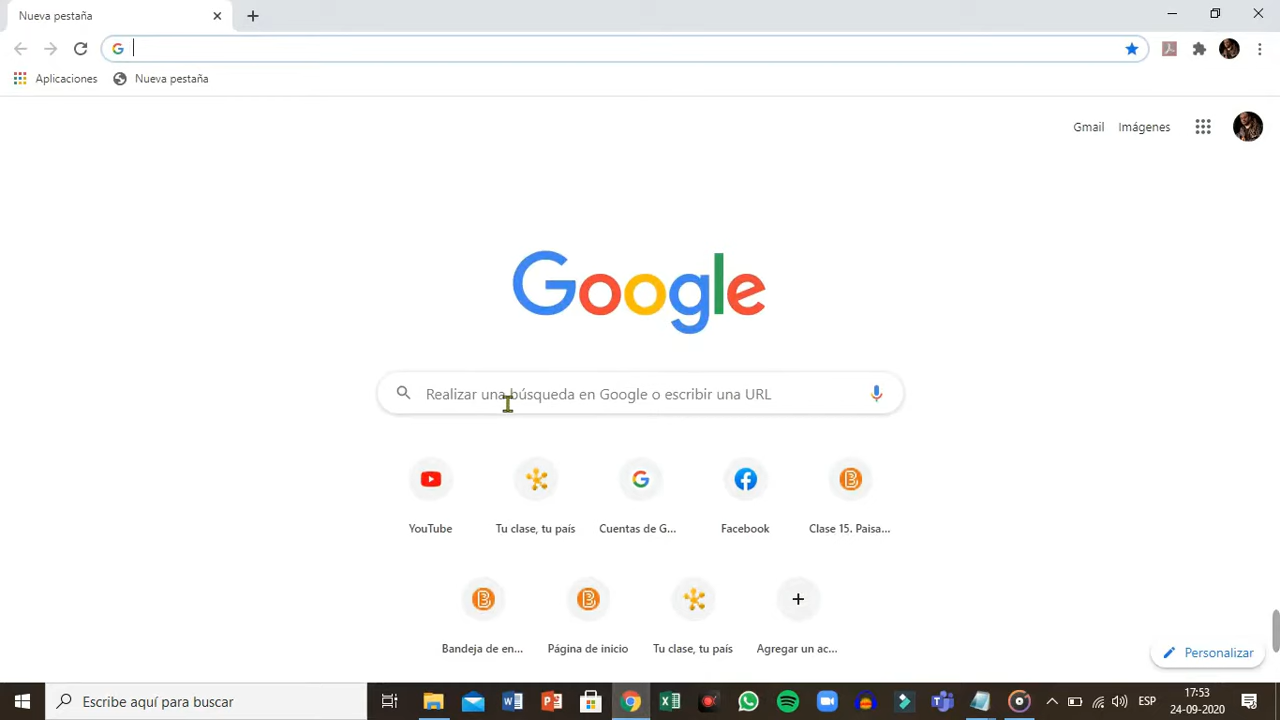 Nueva pestaña
Aplicaciones
Nueva pestaña
Gmail
Imágenes
Google
Realizar una búsqueda en Google o escribir una URL
YouTube
Tu clase, tu país
Cuentas de G...
Facebook
Clase 15. Paisa...
Bandeja de en...
Página de inicio
Tu clase, tu país
Agregar un ac...
Personalizar
Escribe aquí para buscar
ESP
17:53
24-09-2020